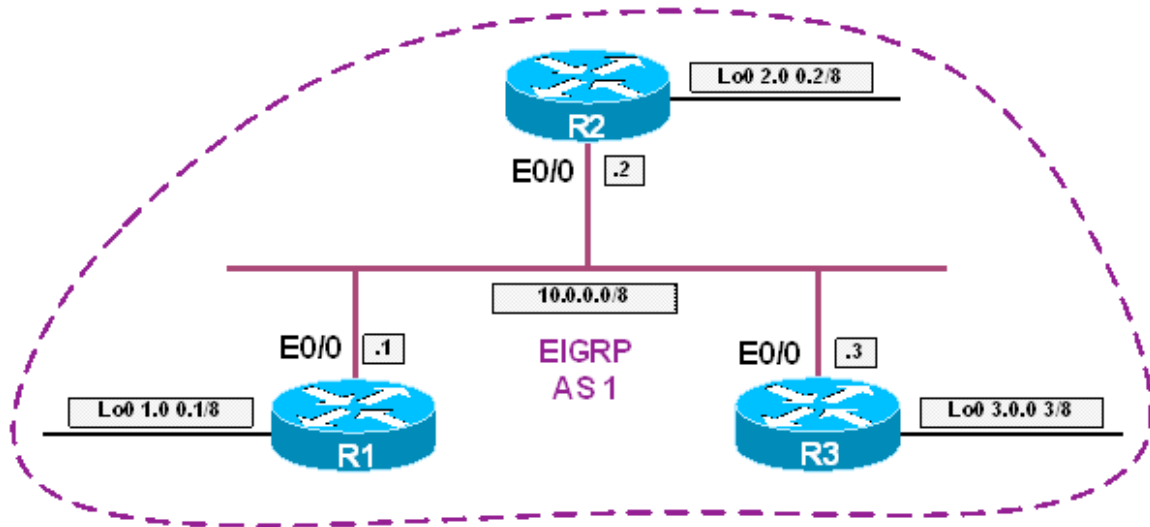 Lo0 2.0 0.2/8
R2
E0/0 .2
10.0.0.0/8
E0/0 .1
EIGRP
AS 1
E0/0 .3
Lo0 1.0 0.1/8
R1
R3
Lo0 3.0.0 3/8